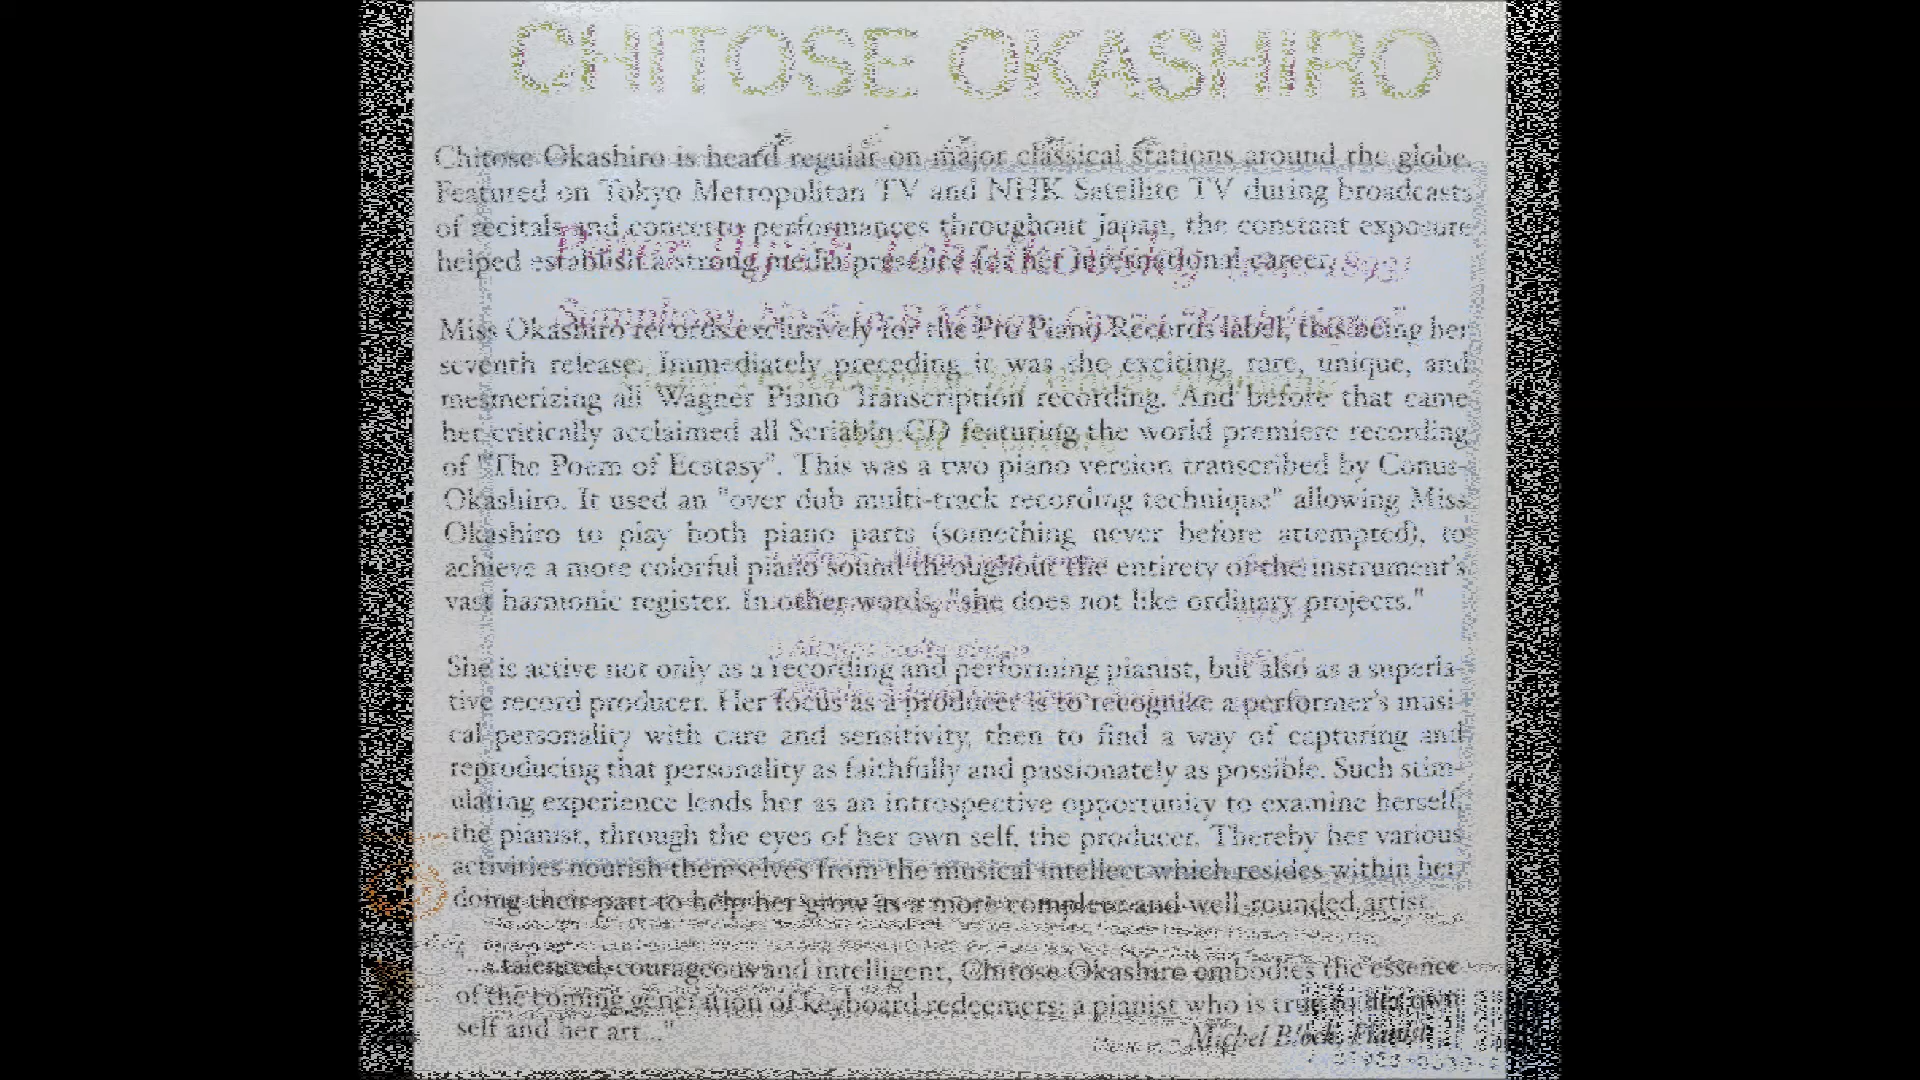 CHITOSE OKASHIRO
Chitose Okashiro is heard regular on major classical stations around the globe.
Featured on Tokyo Metropolitan TV and NHK Satellite TV during broadcasts
of recitals and concerto performances throughout japan, the constant exposure
helped establish a strong media presence for her international career.
Miss Okashiro records exclusively for the Pro Piano Records label, this being her
seventh release. Immediately preceding it was the exciting, rare, unique, and
mesmerizing all Wagner Piano Transcription recording. And before that came
her critically acclaimed all Scriabin CD featuring the world premiere recording
of "The Poem of Ecstasy". This was a two piano version transcribed by Conus-
Okashiro. It used an "over dub multi-track recording technique" allowing Miss
Okashiro to play both piano parts (something never before attempted), to
achieve a more colorful piano sound throughout the entirety of the instrument's
vast harmonic register. In other words, "she does not like ordinary projects."
She is active not only as a recording and performing pianist, but also as a superla-
tive record producer. Her focus as a producer is to recognize a performer's musi-
cal personality with care and sensitivity, then to find a way of capturing and
reproducing that personality as faithfully and passionately as possible. Such stim-
ulating experience lends her as an introspective opportunity to examine herself,
the pianist, through the eyes of her own self, the producer. Thereby her various
activities nourish themselves from the musical intellect which resides within her,
doing their part to help her grow as a more complete and well-rounded artist.
"...a talented, courageous and intelligent, Chitose Okashiro embodies the essence
of the coming generation of keyboard redeemers: a pianist who is true to her own
self and her art..."
Michel Block, Pianist